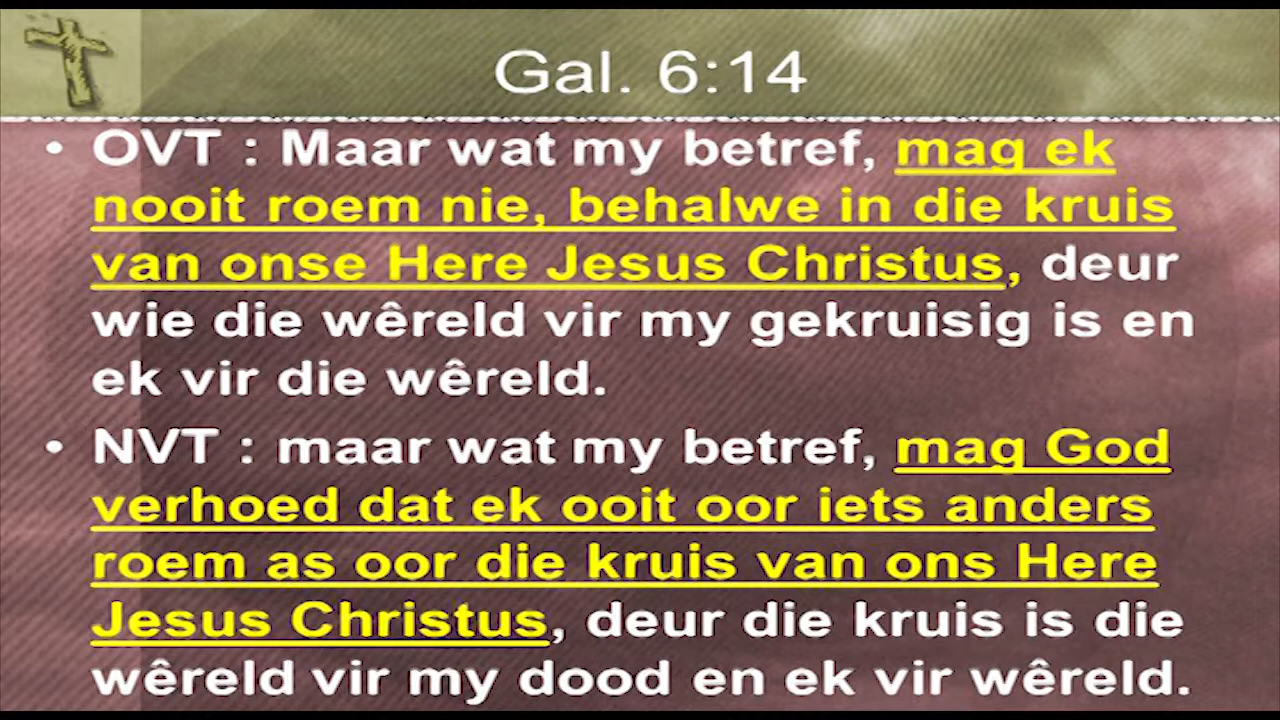 Gal. 6:14
• OVT : Maar wat my betref, mag ek
nooit roem nie, behalwe in die kruis
van onse Here Jesus Christus, deur
wie die wêreld vir my gekruisig is en
ek vir die wêreld.
• NVT : maar wat my betref, mag God
verhoed dat ek ooit oor iets anders
roem as oor die kruis van ons Here
Jesus Christus, deur die kruis is die
wêreld vir my dood en ek vir wêreld.